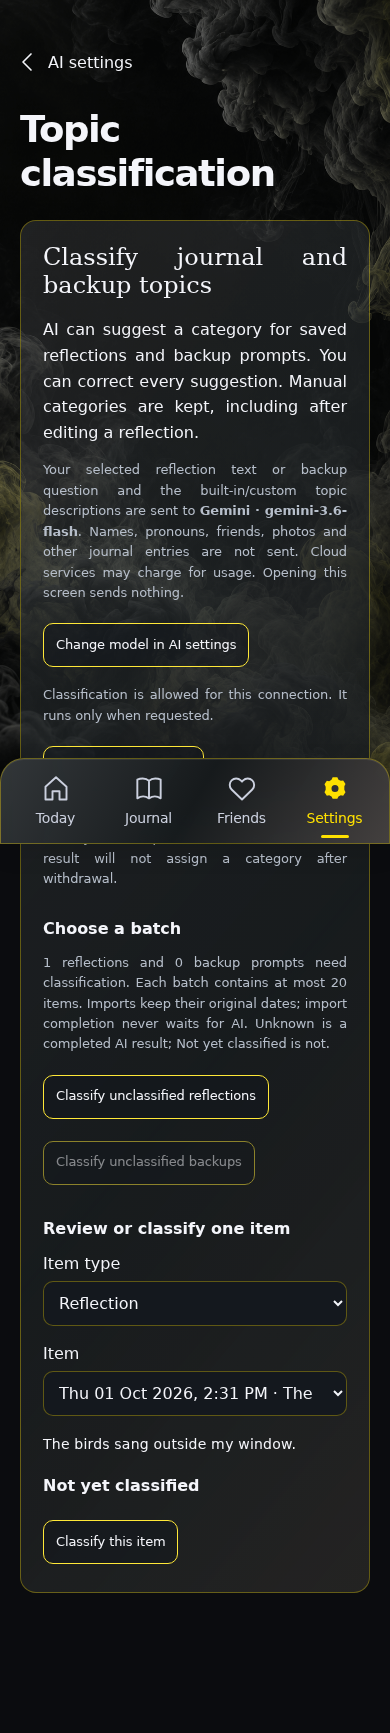 AI settings
Topic
classification
Classify journal and
backup topics
AI can suggest a category for saved
reflections and backup prompts. You
can correct every suggestion. Manual
categories are kept, including after
editing a reflection.
Your selected reflection text or backup
question and the built-in/custom topic
descriptions are sent to Gemini · gemini-3.6-
flash. Names, pronouns, friends, photos and
other journal entries are not sent. Cloud
services may charge for usage. Opening this
screen sends nothing.
Change model in AI settings
Classification is allowed for this connection. It
runs only when requested.
Today
Journal
Friends
Settings
result will not assign a category after
withdrawal.
Choose a batch
1 reflections and 0 backup prompts need
classification. Each batch contains at most 20
items. Imports keep their original dates; import
completion never waits for AI. Unknown is a
completed AI result; Not yet classified is not.
Classify unclassified reflections
Classify unclassified backups
Review or classify one item
Item type
Reflection
Item
Thu 01 Oct 2026, 2:31 PM · The
The birds sang outside my window.
Not yet classified
Classify this item